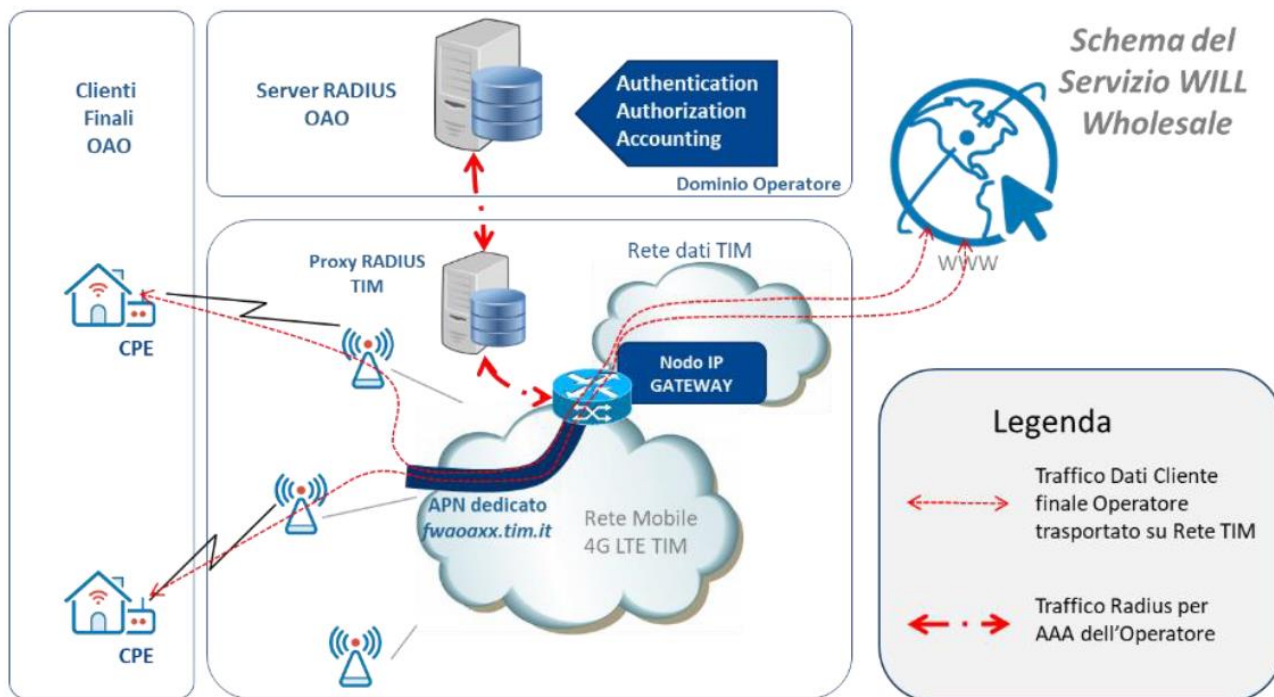 Schema del
Servizio WILL
Wholesale
Clienti
Finali
OAO
Server RADIUS
OAO
Authentication
Authorization
Accounting
Dominio Operatore
WWW
Proxy RADIUS
TIM
Rete dati TIM
Nodo IP
GATEWAY
CPE
APN dedicato
fwaoaxx.tim.it
Rete Mobile
4G LTE TIM
CPE
Legenda
Traffico Dati Cliente
finale Operatore
trasportato su Rete TIM
Traffico Radius per
AAA dell'Operatore